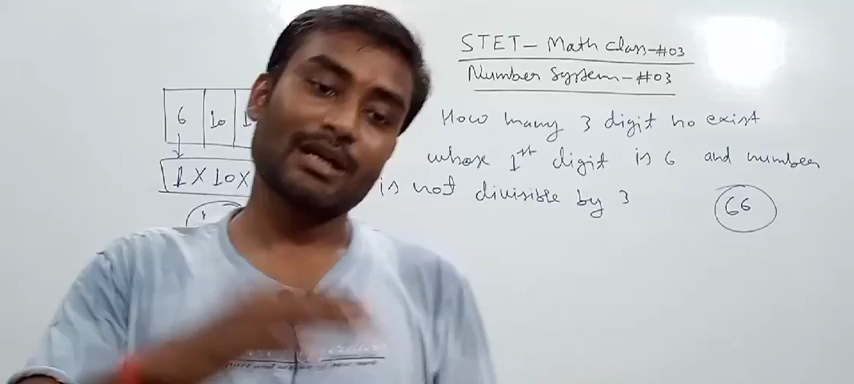 STET- Math Class-#03
Number System-#03
6 10 1
How many 3 digit no exist
whose 1st digit is 6 and number
1 X 10 X
is not divisible by 3
66